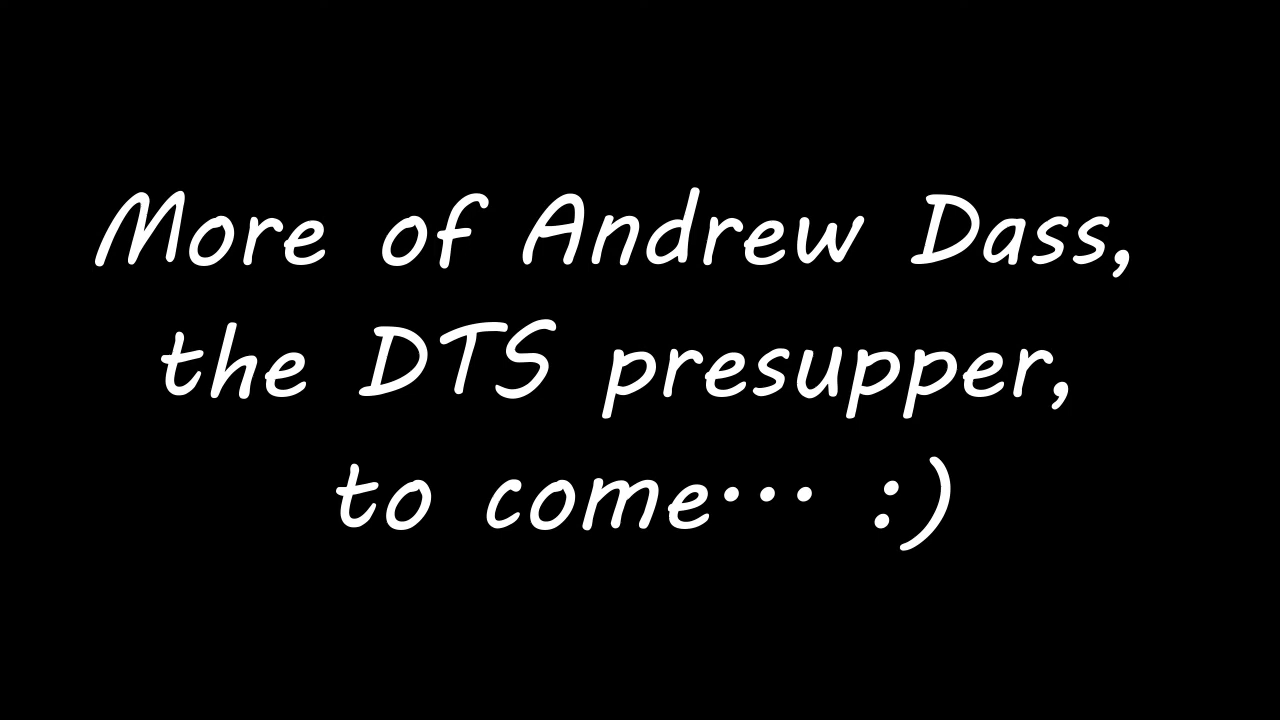 More of Andrew Dass,
the DTS presupper,
to come… :)